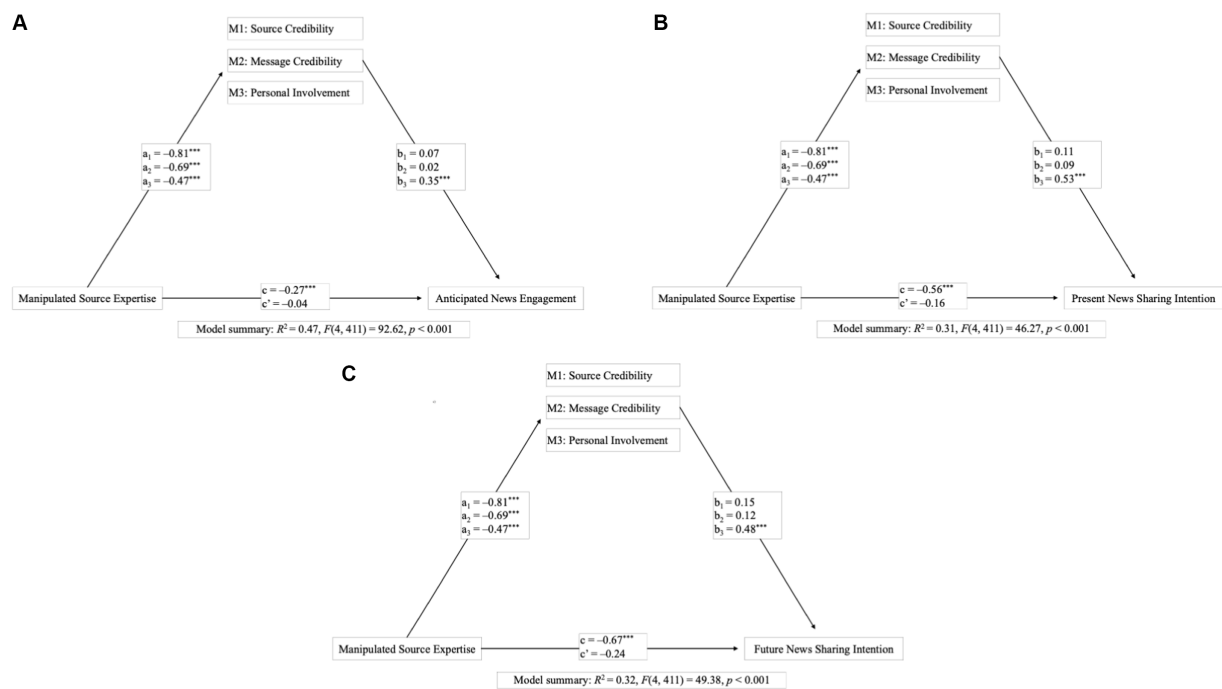 A
M1: Source Credibility
M2: Message Credibility
M3: Personal Involvement
a₁ = –0.81***
a₂ = –0.69***
a₃ = –0.47***
b₁ = 0.07
b₂ = 0.02
b₃ = 0.35***
Manipulated Source Expertise
c = –0.27***
c’ = –0.04
Anticipated News Engagement
Model summary: R² = 0.47, F(4, 411) = 92.62, p < 0.001
B
M1: Source Credibility
M2: Message Credibility
M3: Personal Involvement
a₁ = –0.81***
a₂ = –0.69***
a₃ = –0.47***
b₁ = 0.11
b₂ = 0.09
b₃ = 0.53***
Manipulated Source Expertise
c = –0.56***
c’ = –0.16
Present News Sharing Intention
Model summary: R² = 0.31, F(4, 411) = 46.27, p < 0.001
C
M1: Source Credibility
M2: Message Credibility
M3: Personal Involvement
a₁ = –0.81***
a₂ = –0.69***
a₃ = –0.47***
b₁ = 0.15
b₂ = 0.12
b₃ = 0.48***
Manipulated Source Expertise
c = –0.67***
c’ = –0.24
Future News Sharing Intention
Model summary: R² = 0.32, F(4, 411) = 49.38, p < 0.001